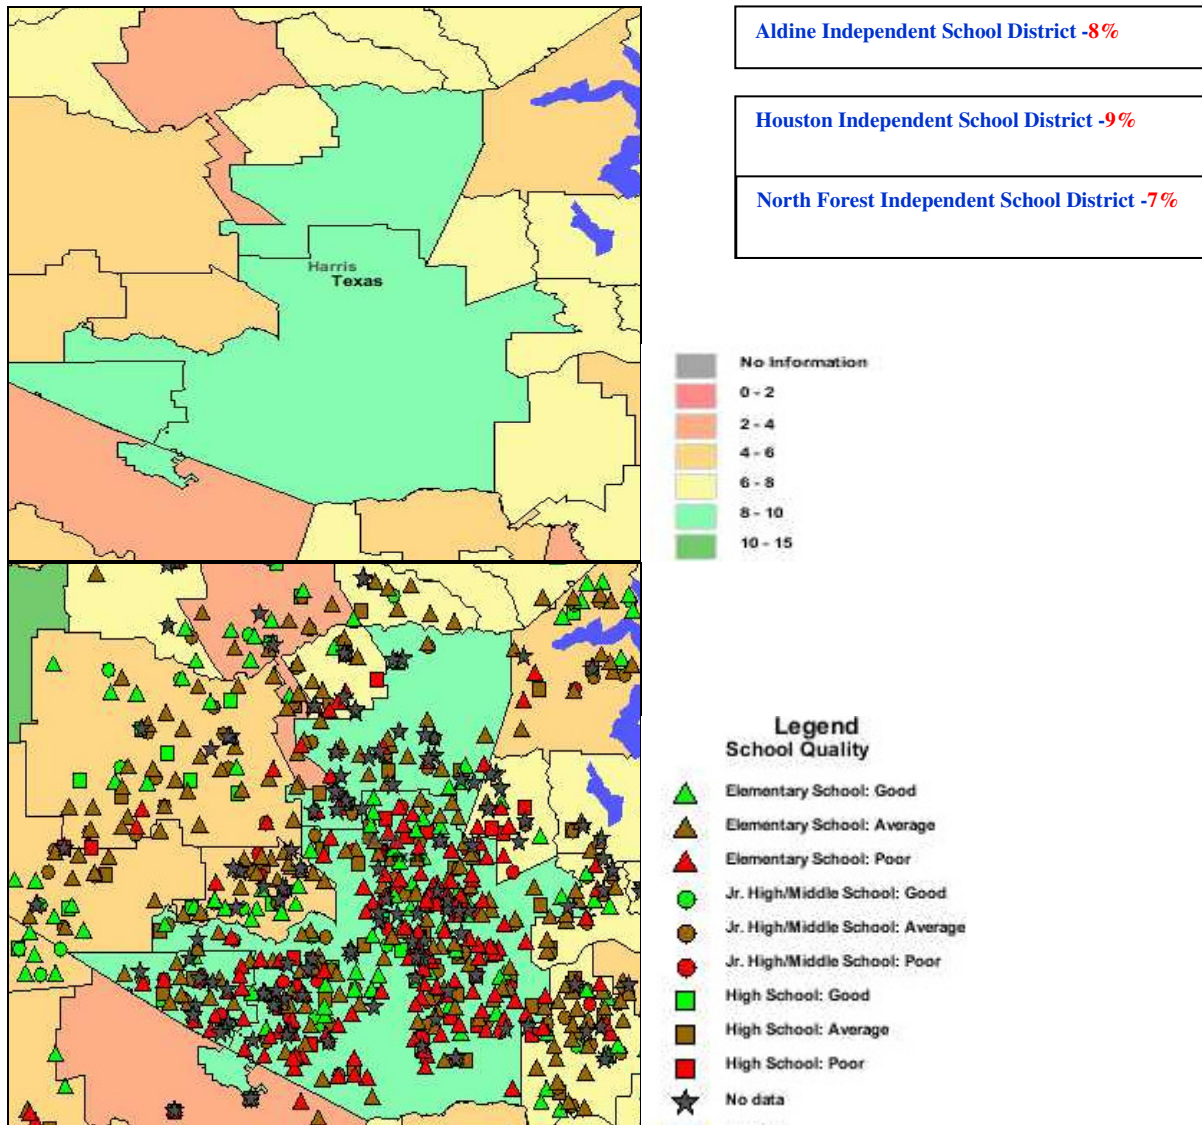 Aldine Independent School District -8%
Houston Independent School District -9%
North Forest Independent School District -7%
Harris
Texas
No Information
0 - 2
2 - 4
4 - 6
6 - 8
8 - 10
10 - 15
Legend
School Quality
Elementary School: Good
Elementary School: Average
Elementary School: Poor
Jr. High/Middle School: Good
Jr. High/Middle School: Average
Jr. High/Middle School: Poor
High School: Good
High School: Average
High School: Poor
No data